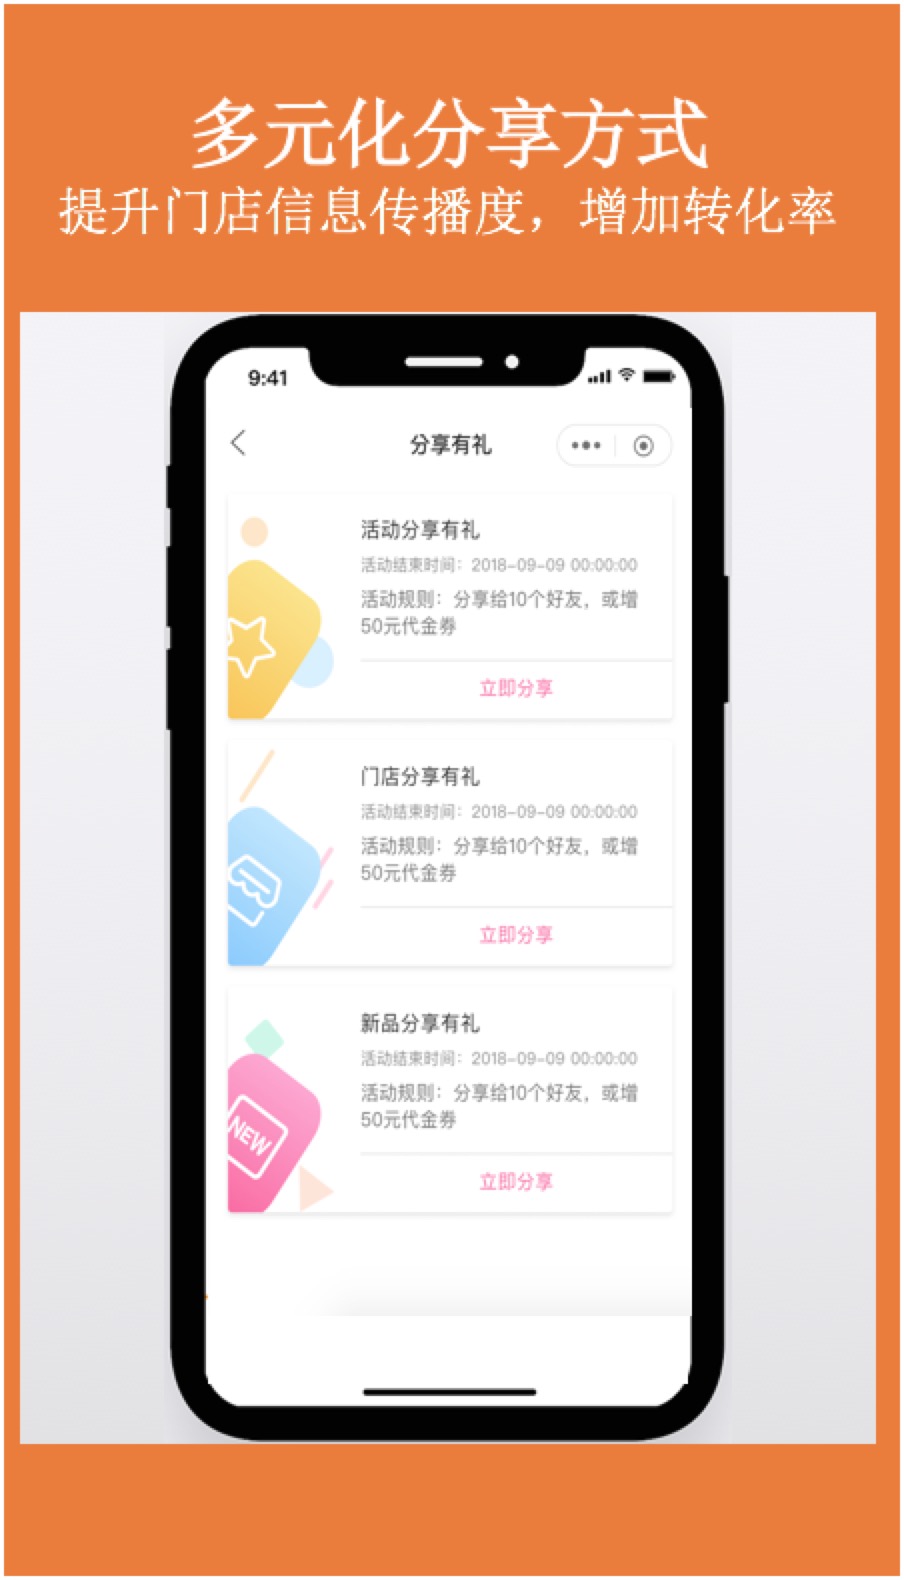 多元化分享方式
提升门店信息传播度，增加转化率
9:41
分享有礼
活动分享有礼
活动结束时间：2018-09-09 00:00:00
活动规则：分享给10个好友，或增
50元代金券
立即分享
门店分享有礼
活动结束时间：2018-09-09 00:00:00
活动规则：分享给10个好友，或增
50元代金券
立即分享
新品分享有礼
活动结束时间：2018-09-09 00:00:00
活动规则：分享给10个好友，或增
50元代金券
NEW
立即分享